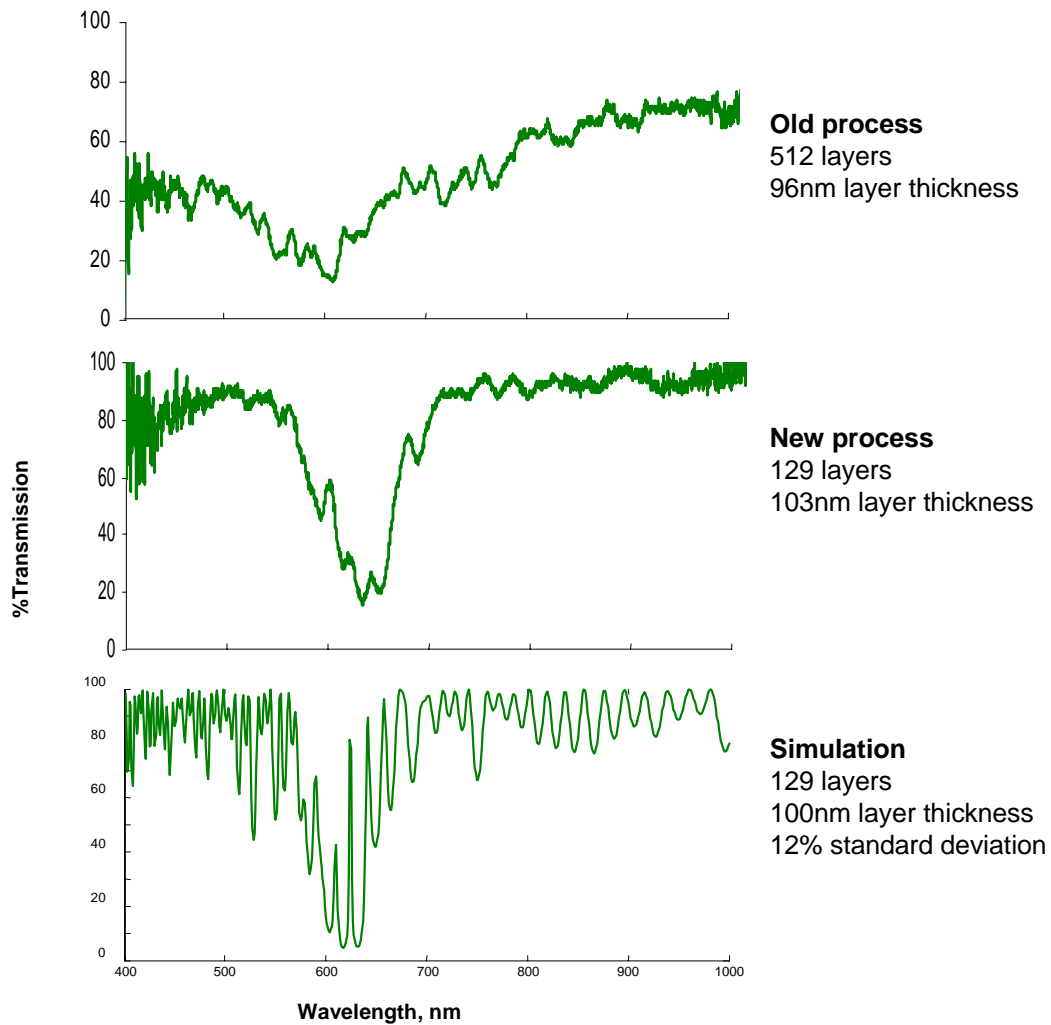 100
80
60
40
20
0
Old process
512 layers
96nm layer thickness
100
80
60
40
20
0
New process
129 layers
103nm layer thickness
%Transmission
100
80
60
40
20
0
400 500 600 700 800 900 1000
Simulation
129 layers
100nm layer thickness
12% standard deviation
Wavelength, nm